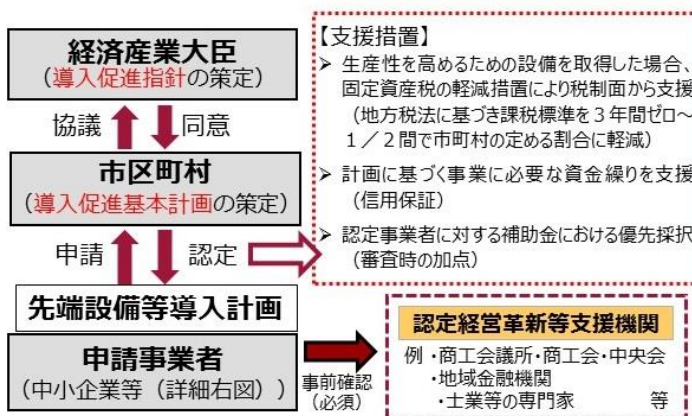 経済産業大臣
（導入促進指針の策定）
協議
同意
市区町村
（導入促進基本計画の策定）
申請
認定
先端設備等導入計画
申請事業者
（中小企業等（詳細右図））
事前確認
（必須）
【支援措置】
➢ 生産性を高めるための設備を取得した場合、
固定資産税の軽減措置により税制面から支援
（地方税法に基づき課税標準を３年間ゼロ～
１／２間で市町村の定める割合に軽減）
➢ 計画に基づく事業に必要な資金繰りを支援
（信用保証）
➢ 認定事業者に対する補助金における優先採択
（審査時の加点）
認定経営革新等支援機関
例 ・商工会議所・商工会・中央会
・地域金融機関
・士業等の専門家 等